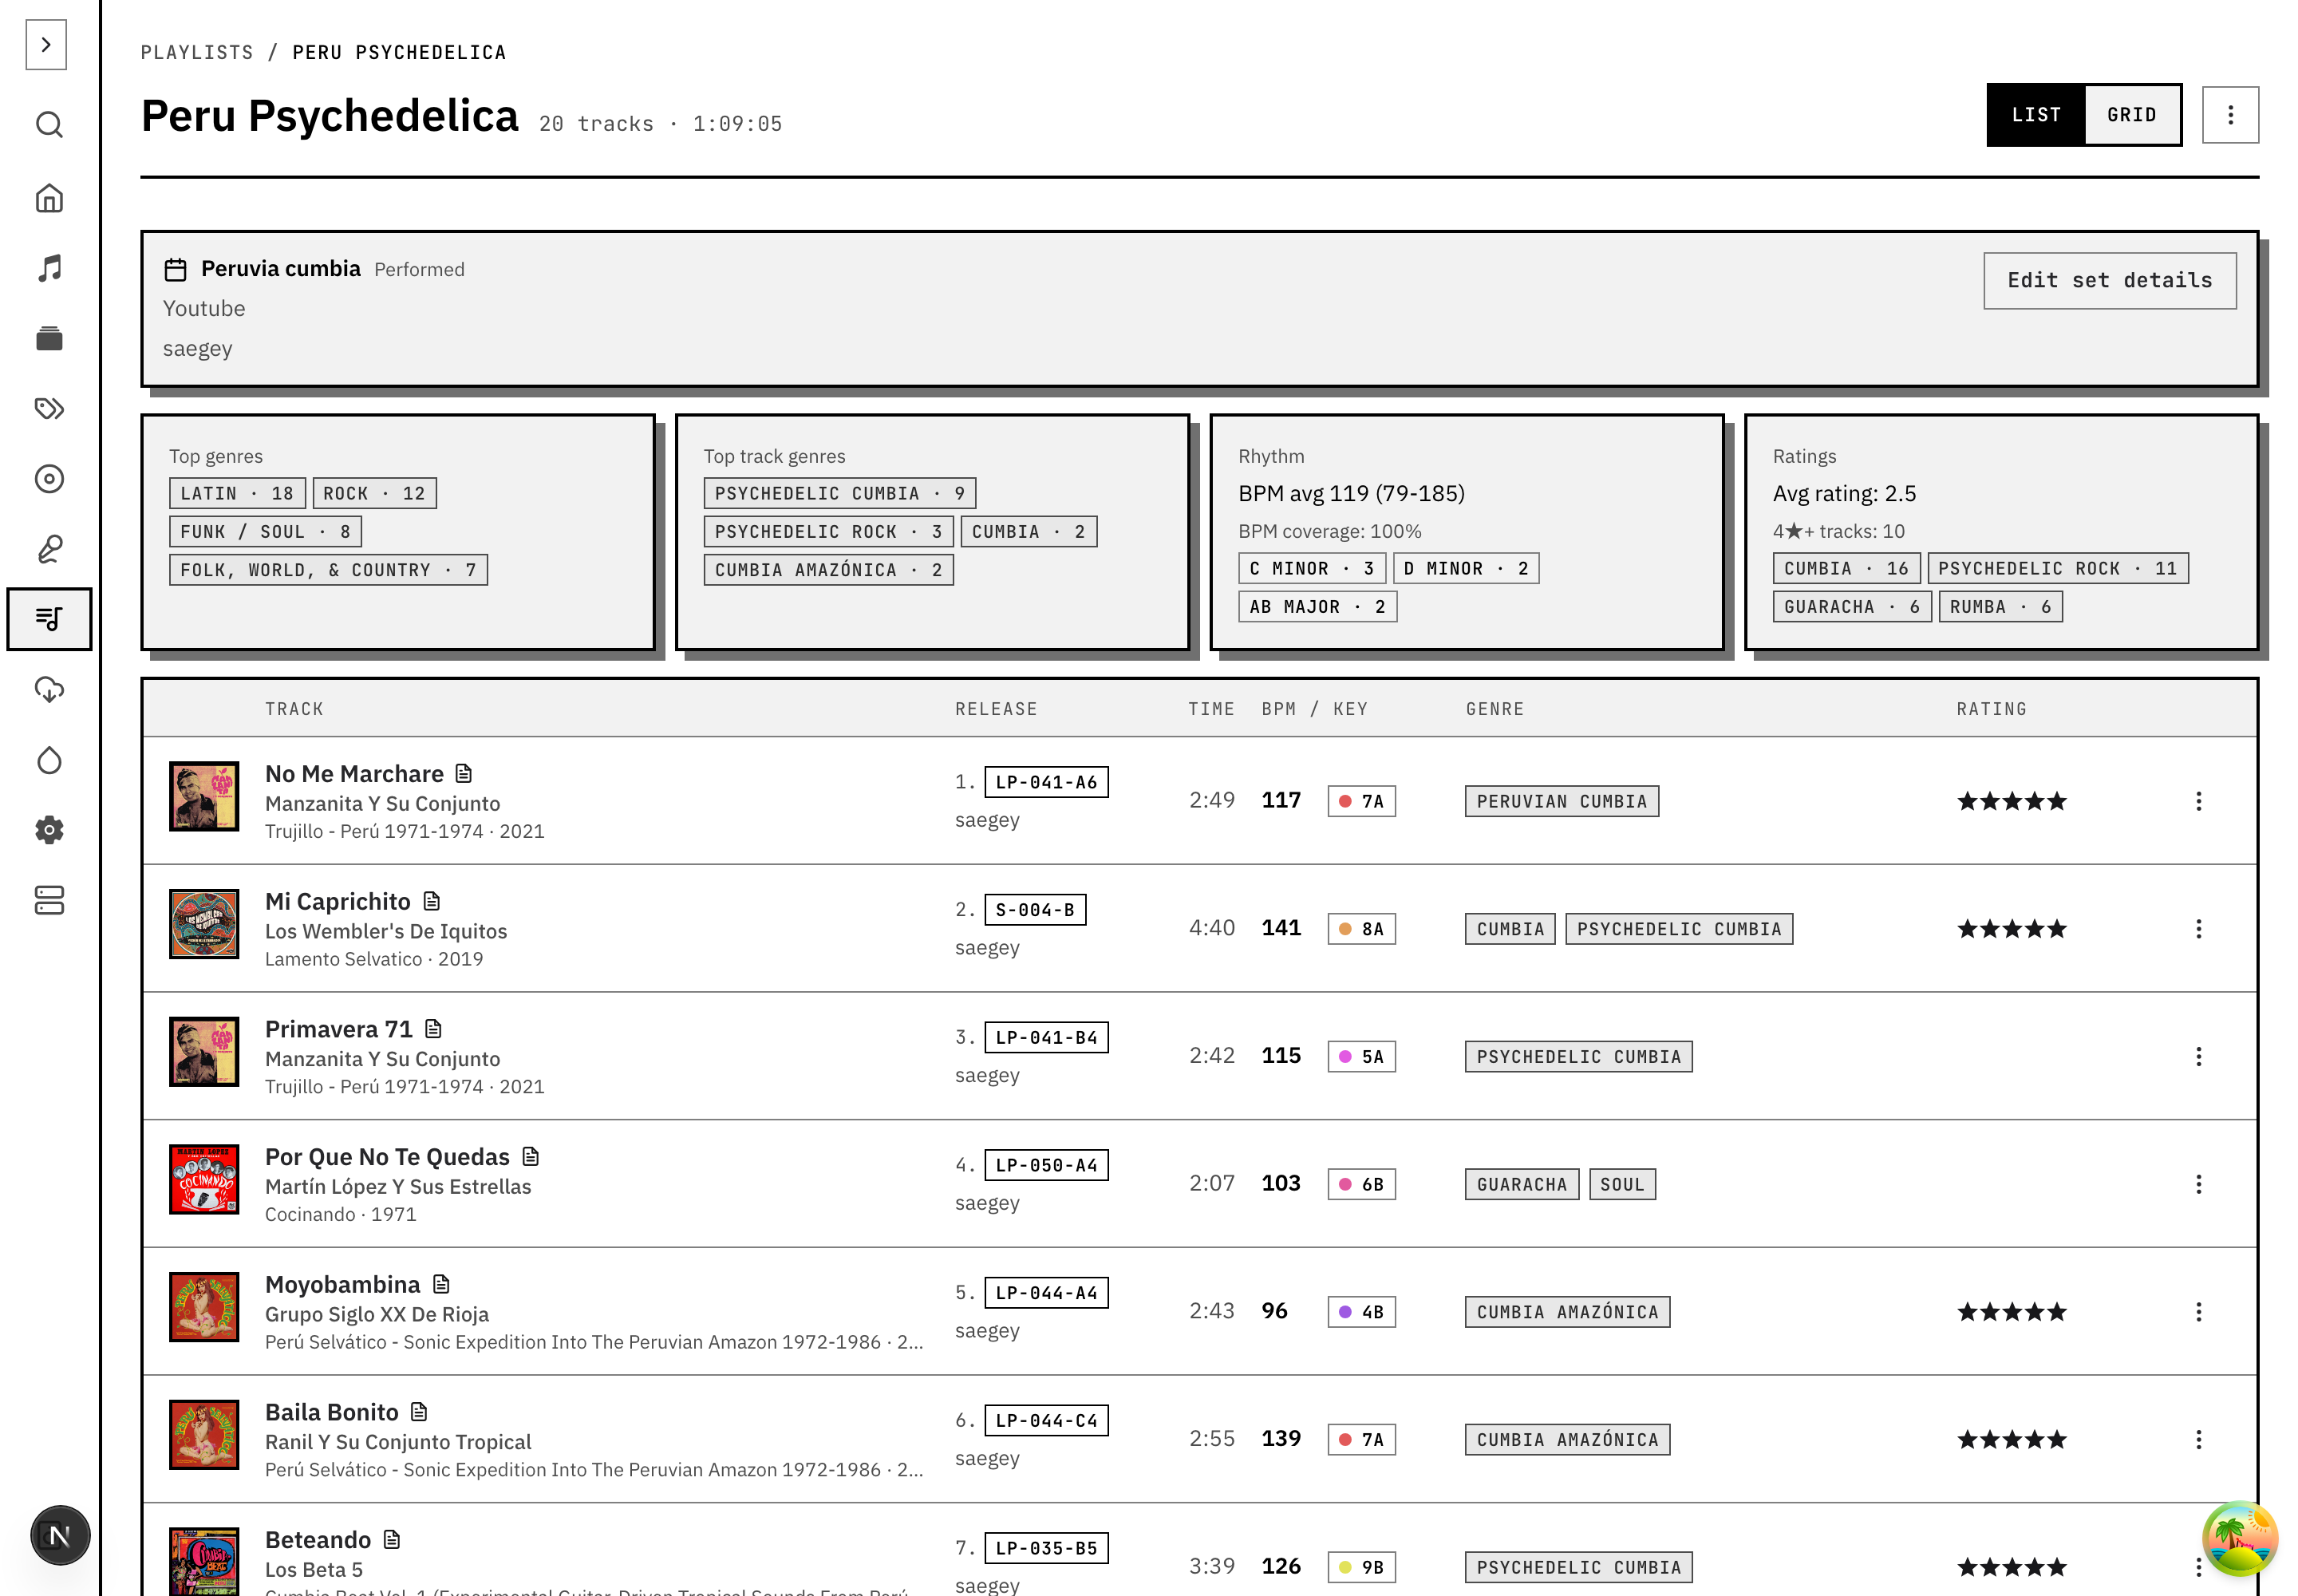 PLAYLISTS / PERU PSYCHEDELICA
Peru Psychedelica 20 tracks · 1:09:05
LIST GRID
Peruvia cumbia Performed
Edit set details
Youtube
saegey
Top genres
LATIN · 18 ROCK · 12
FUNK / SOUL · 8
FOLK, WORLD, & COUNTRY · 7
Top track genres
PSYCHEDELIC CUMBIA · 9
PSYCHEDELIC ROCK · 3 CUMBIA · 2
CUMBIA AMAZÓNICA · 2
Rhythm
BPM avg 119 (79-185)
BPM coverage: 100%
C MINOR · 3 D MINOR · 2
AB MAJOR · 2
Ratings
Avg rating: 2.5
4★+ tracks: 10
CUMBIA · 16 PSYCHEDELIC ROCK · 11
GUARACHA · 6 RUMBA · 6
TRACK RELEASE TIME BPM / KEY GENRE RATING
No Me Marchare
Manzanita Y Su Conjunto
Trujillo - Perú 1971-1974 · 2021
1. LP-041-A6
saegey
2:49 117 7A PERUVIAN CUMBIA ★★★★★
Mi Caprichito
Los Wembler's De Iquitos
Lamento Selvatico · 2019
2. S-004-B
saegey
4:40 141 8A CUMBIA PSYCHEDELIC CUMBIA ★★★★★
Primavera 71
Manzanita Y Su Conjunto
Trujillo - Perú 1971-1974 · 2021
3. LP-041-B4
saegey
2:42 115 5A PSYCHEDELIC CUMBIA
Por Que No Te Quedas
Martín López Y Sus Estrellas
Cocinando · 1971
4. LP-050-A4
saegey
2:07 103 6B GUARACHA SOUL
Moyobambina
Grupo Siglo XX De Rioja
Perú Selvático - Sonic Expedition Into The Peruvian Amazon 1972-1986 · 2...
5. LP-044-A4
saegey
2:43 96 4B CUMBIA AMAZÓNICA ★★★★★
Baila Bonito
Ranil Y Su Conjunto Tropical
Perú Selvático - Sonic Expedition Into The Peruvian Amazon 1972-1986 · 2...
6. LP-044-C4
saegey
2:55 139 7A CUMBIA AMAZÓNICA ★★★★★
Beteando
Los Beta 5
Cumbia Beat Vol. 1 (Experimental Guitar-Driven Tropical Sounds From Perú
7. LP-035-B5
saegey
3:39 126 9B PSYCHEDELIC CUMBIA ★★★★★
N